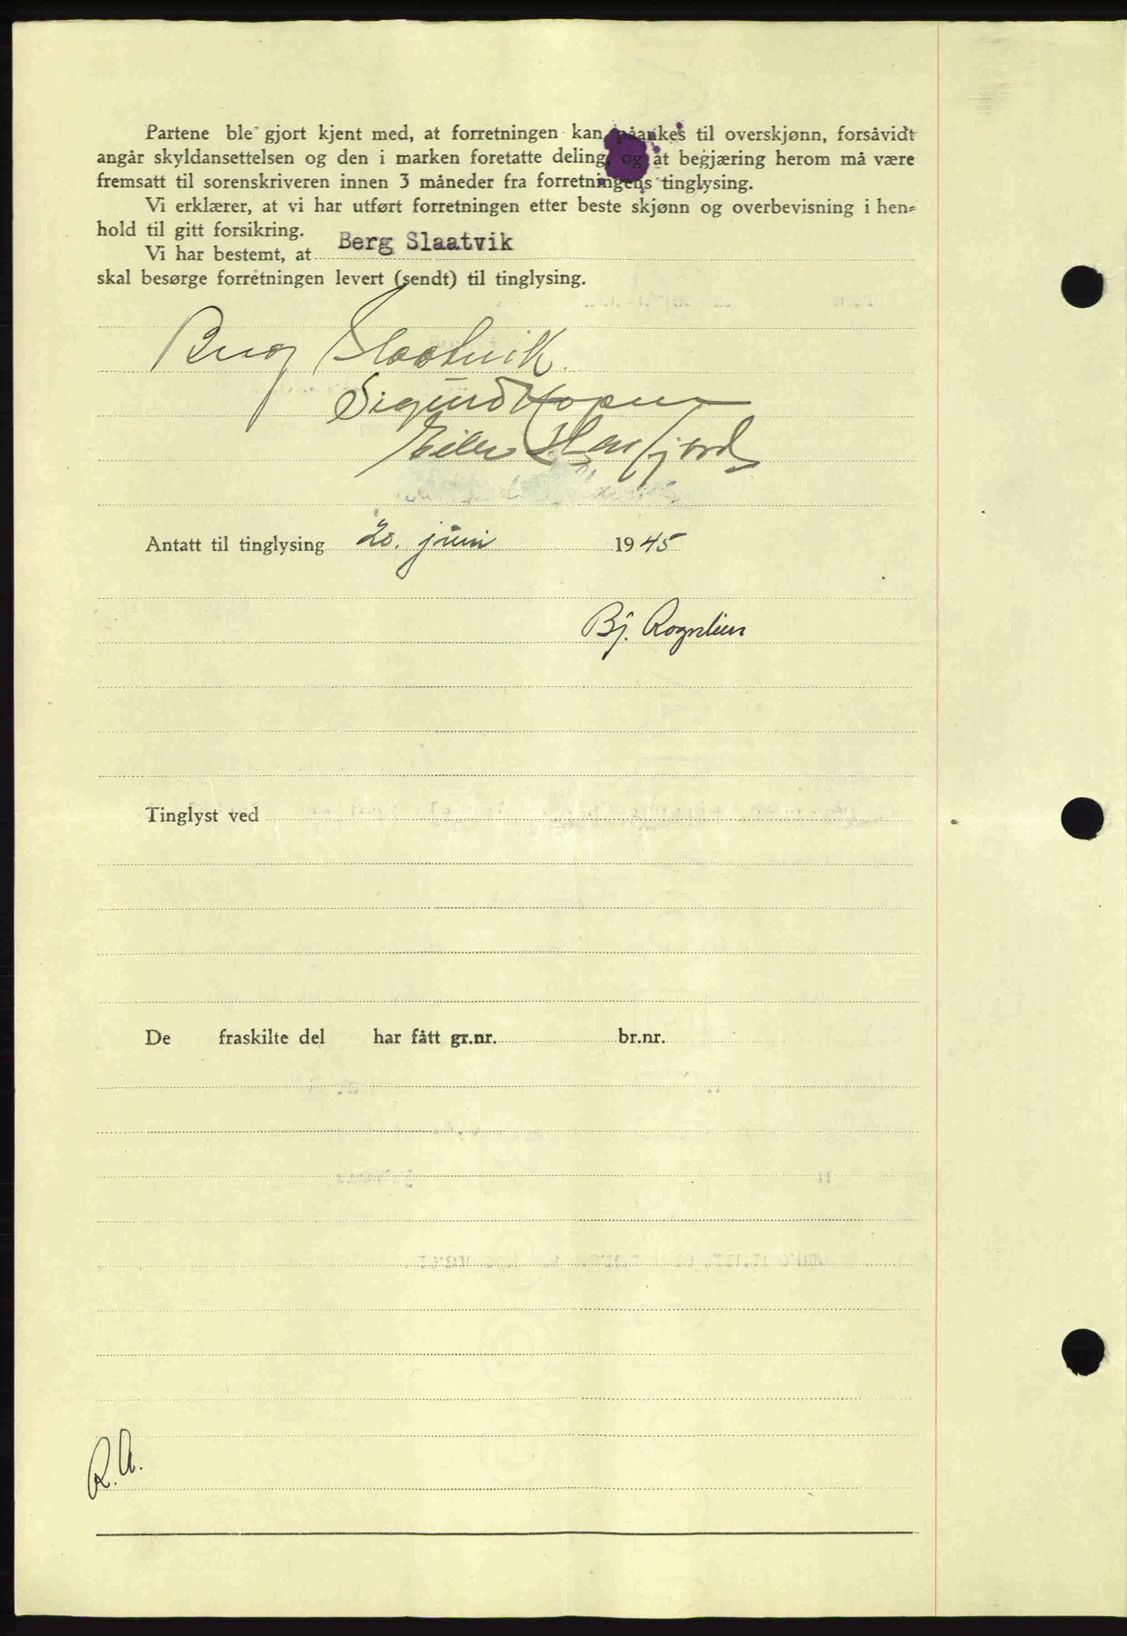 Partene ble gjort kjent med, at forretningen kan påankes til overskjønn, forsåvidt
angår skyldansettelsen og den i marken foretatte deling, og at begjæring herom må være
fremsatt til sorenskriveren innen 3 måneder fra forretningens tinglysing.
Vi erklærer, at vi har utført forretningen etter beste skjønn og overbevisning i hen-
hold til gitt forsikring.
Vi har bestemt, at Berg Slaatvik
skal besørge forretningen levert (sendt) til tinglysing.
Berg Slaatvik.
Sigurd Hopen
Eilers Hausfjord
Antatt til tinglysing 20. juni 1945
Bj. Rognlien
Tinglyst ved
De fraskilte del har fått gr.nr. br.nr.
R.A.